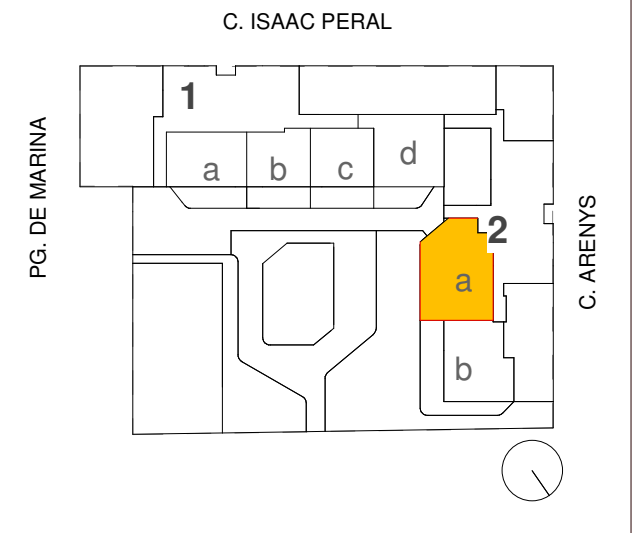 C. ISAAC PERAL
1
PG. DE MARINA
a
b
c
d
2
C. ARENYS
a
b